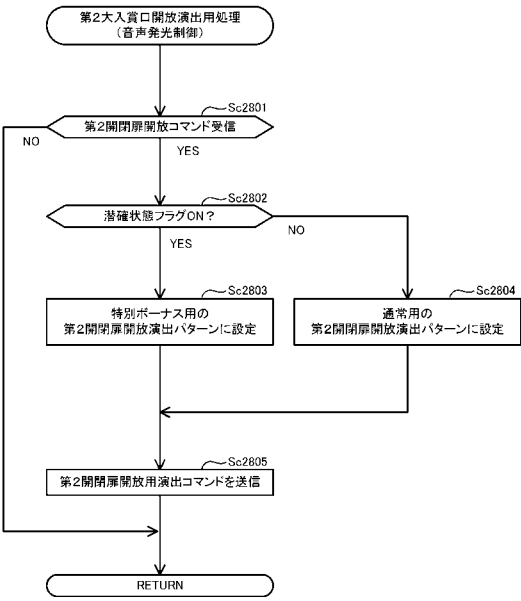 第2大入賞口開放演出用処理
(音声発光制御)
Sc2801
第2開閉扉開放コマンド受信
NO
YES
Sc2802
潜確状態フラグON?
NO
YES
Sc2803
特別ボーナス用の
第2開閉扉開放演出パターンに設定
Sc2804
通常用の
第2開閉扉開放演出パターンに設定
Sc2805
第2開閉扉開放用演出コマンドを送信
RETURN